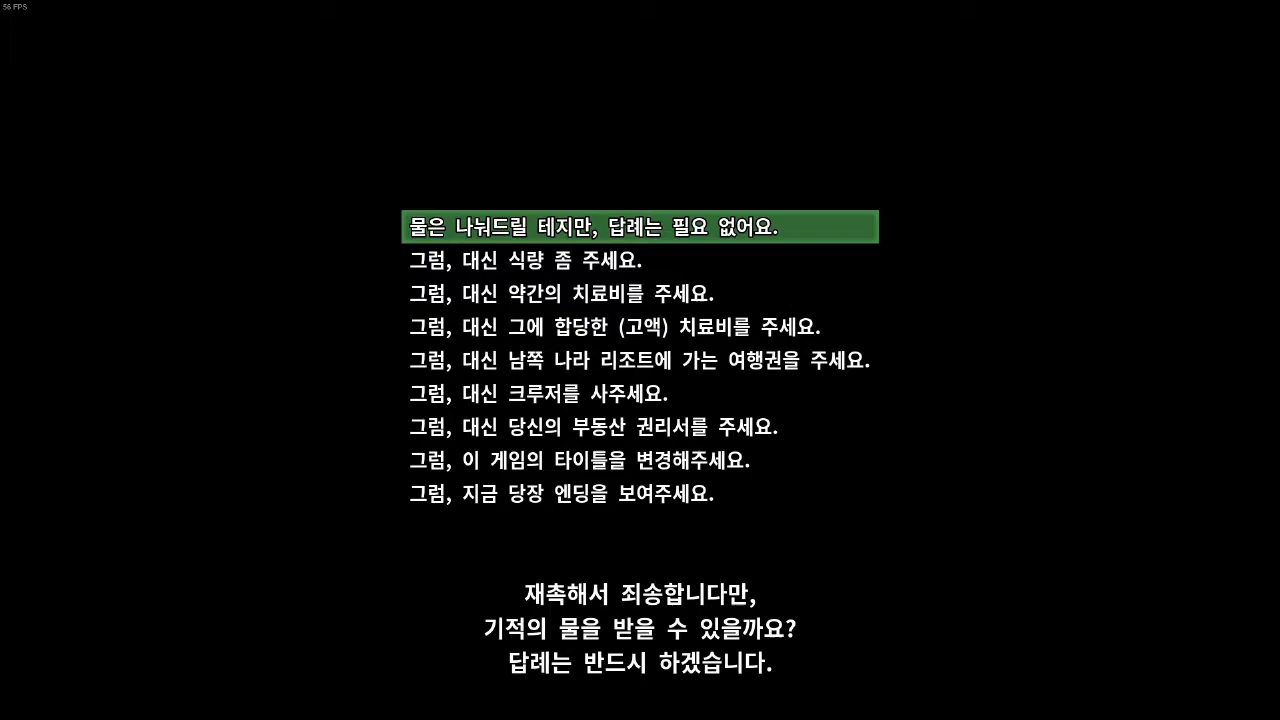 56 FPS
물은 나눠드릴 테지만, 답례는 필요 없어요.
그럼, 대신 식량 좀 주세요.
그럼, 대신 약간의 치료비를 주세요.
그럼, 대신 그에 합당한 (고액) 치료비를 주세요.
그럼, 대신 남쪽 나라 리조트에 가는 여행권을 주세요.
그럼, 대신 크루저를 사주세요.
그럼, 대신 당신의 부동산 권리서를 주세요.
그럼, 이 게임의 타이틀을 변경해주세요.
그럼, 지금 당장 엔딩을 보여주세요.
재촉해서 죄송합니다만,
기적의 물을 받을 수 있을까요?
답례는 반드시 하겠습니다.